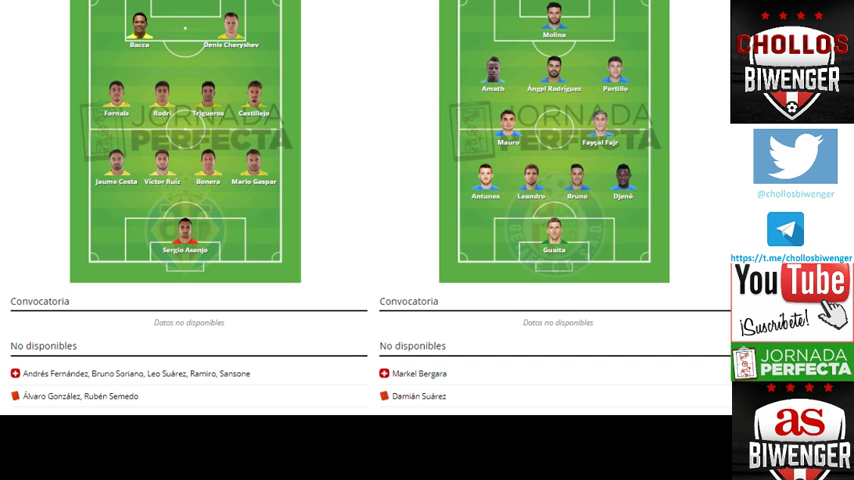 Bacca
Denis Cheryshev
Fornals
Rodri
Trigueros
Castillejo
JORNADA
PERFECTA
Jaume Costa
Víctor Ruiz
Bonera
Mario Gaspar
Sergio Asenjo
Molina
Amath
Ángel Rodríguez
Portillo
JORNADA
PERFECTA
Mauro
Fayçal Fajr
Antunes
Leandro
Bruno
Djené
Guaita
Convocatoria
Datos no disponibles
No disponibles
Andrés Fernández, Bruno Soriano, Leo Suárez, Ramiro, Sansone
Álvaro González, Rubén Semedo
Convocatoria
Datos no disponibles
No disponibles
Markel Bergara
Damián Suárez
CHOLLOS
BIWENGER
@chollosbiwenger
https://t.me/chollosbiwenger
YouTube
¡Suscríbete!
JORNADA
PERFECTA
as
BIWENGER